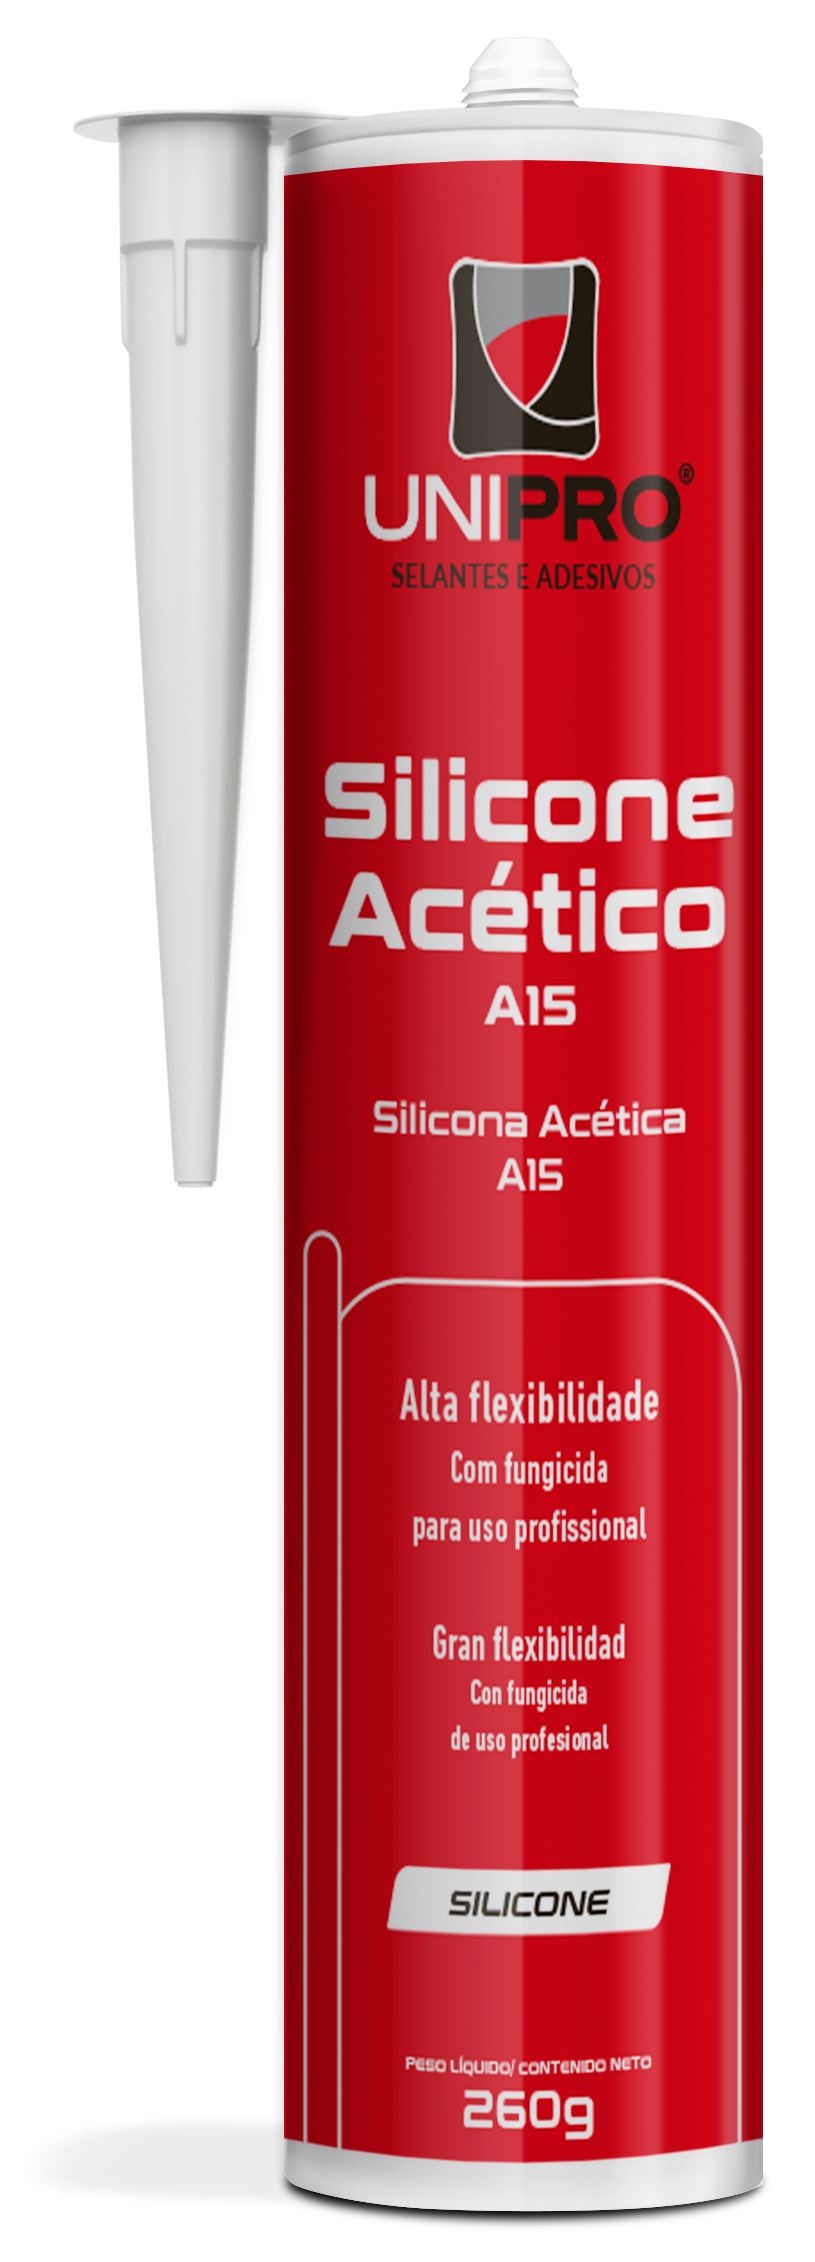 UNIPRO®
SELANTES E ADESIVOS
Silicone
Acético
A15
Silicona Acética
A15
Alta flexibilidade
Com fungicida
para uso profissional
Gran flexibilidad
Con fungicida
de uso profesional
SILICONE
PESO LÍQUIDO/ CONTENIDO NETO
260g